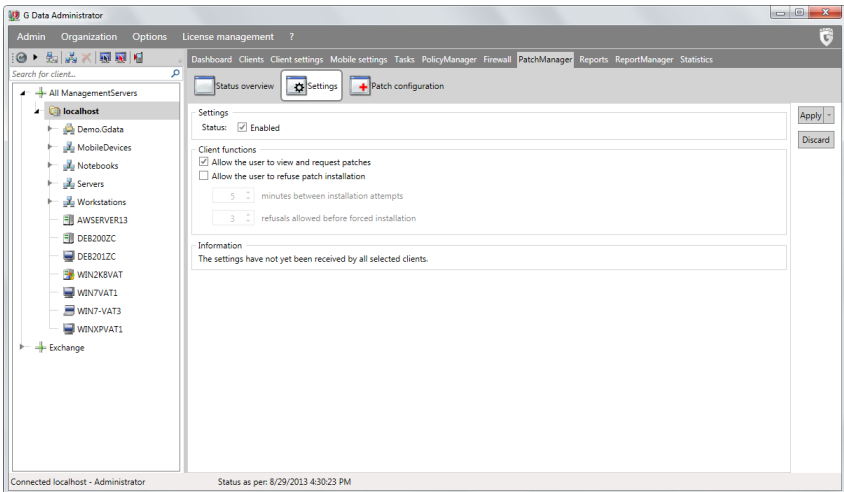 G Data Administrator
Admin Organization Options License management ?
Search for client...
Dashboard Clients Client settings Mobile settings Tasks PolicyManager Firewall PatchManager Reports ReportManager Statistics
Status overview Settings Patch configuration
All ManagementServers
localhost
Demo.Gdata
MobileDevices
Notebooks
Servers
Workstations
AWSERVER13
DEB200ZC
DEB201ZC
WIN2K8VAT
WIN7VAT1
WIN7-VAT3
WINXPVAT1
Exchange
Settings
Status: Enabled
Client functions
Allow the user to view and request patches
Allow the user to refuse patch installation
5 minutes between installation attempts
3 refusals allowed before forced installation
Information
The settings have not yet been received by all selected clients.
Apply
Discard
Connected localhost - Administrator
Status as per: 8/29/2013 4:30:23 PM